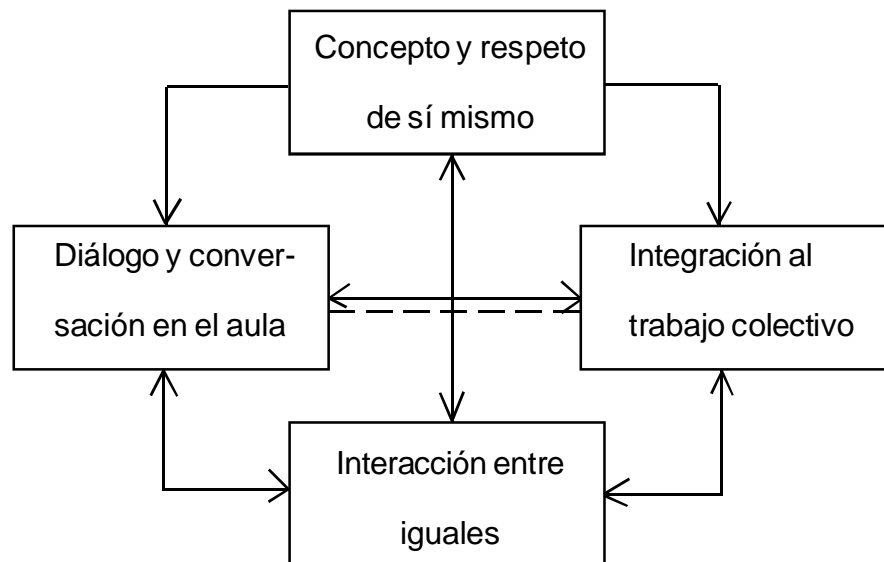 Concepto y respeto
de sí mismo
Diálogo y conver-
sación en el aula
Integración al
trabajo colectivo
Interacción entre
iguales